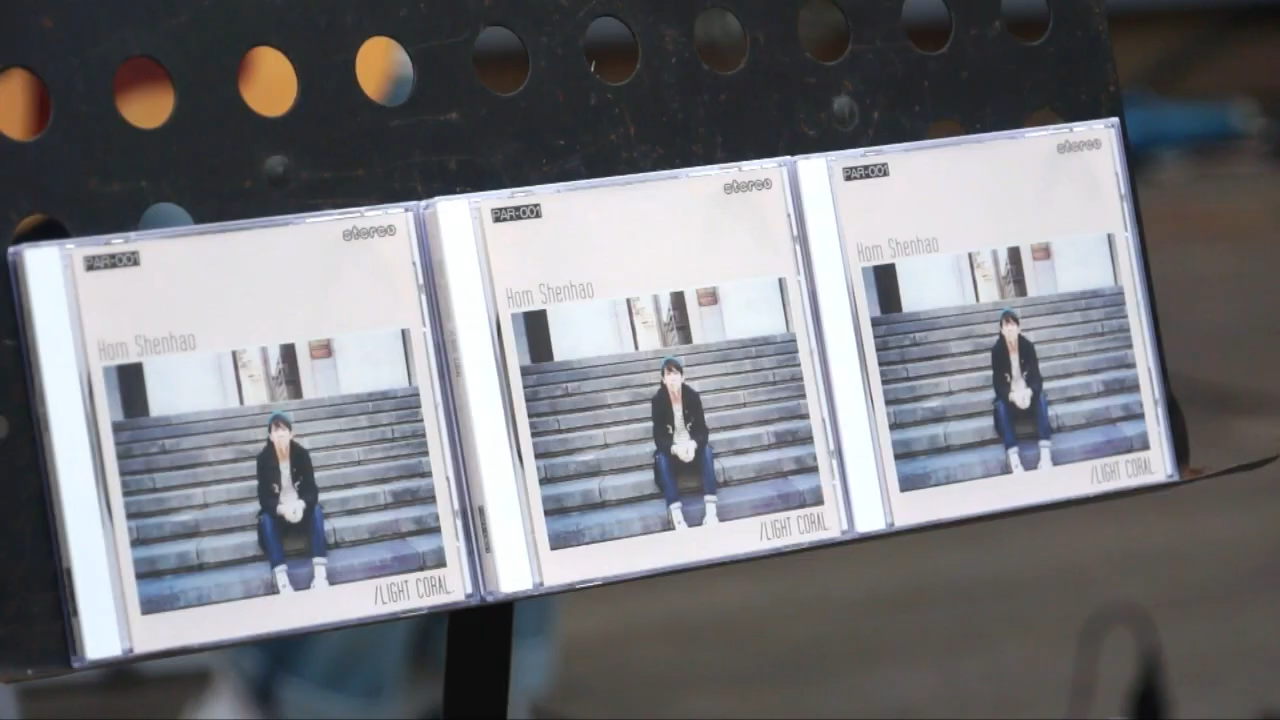 PAR-001
stereo
Hom Shenhao
/LIGHT CORAL.
PAR-001
stereo
Hom Shenhao
/LIGHT CORAL.
PAR-001
stereo
Hom Shenhao
/LIGHT CORAL.